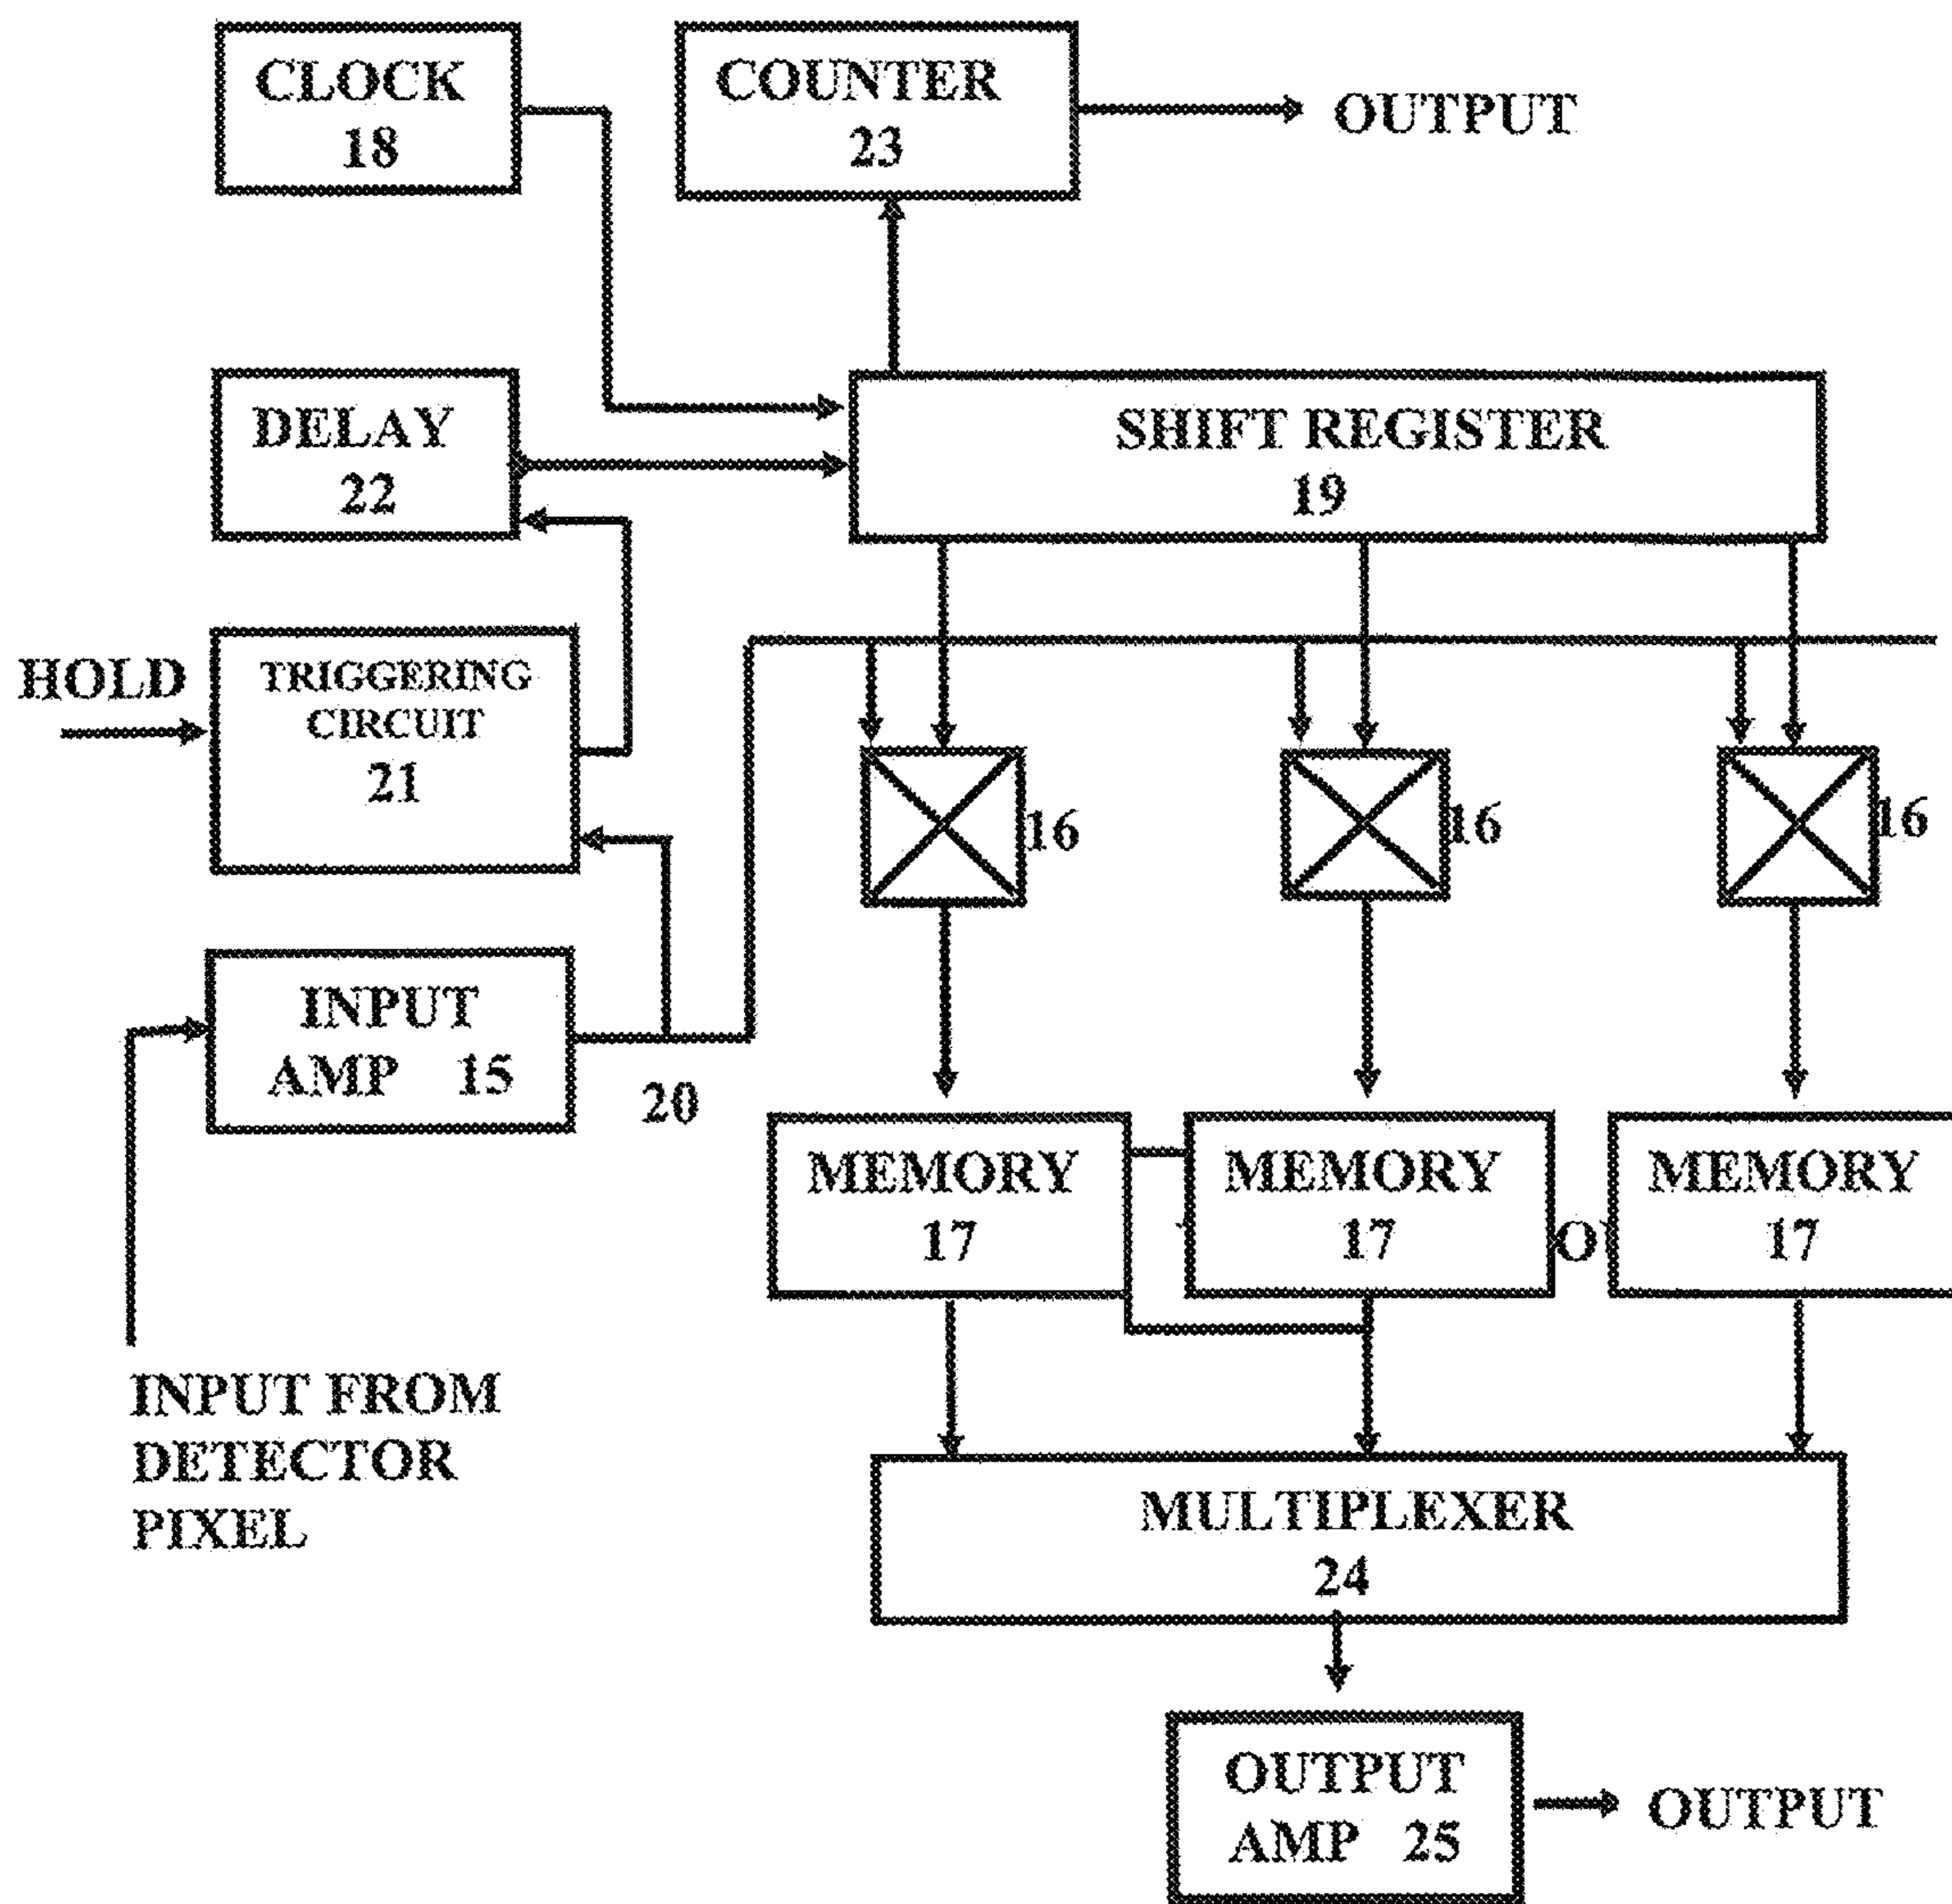 CLOCK
18
COUNTER
23
OUTPUT
DELAY
22
SHIFT REGISTER
19
HOLD
TRIGGERING
CIRCUIT
21
16
16
16
INPUT
AMP 15
20
MEMORY
17
MEMORY
17
O
MEMORY
17
INPUT FROM
DETECTOR
PIXEL
MULTIPLEXER
24
OUTPUT
AMP 25
OUTPUT